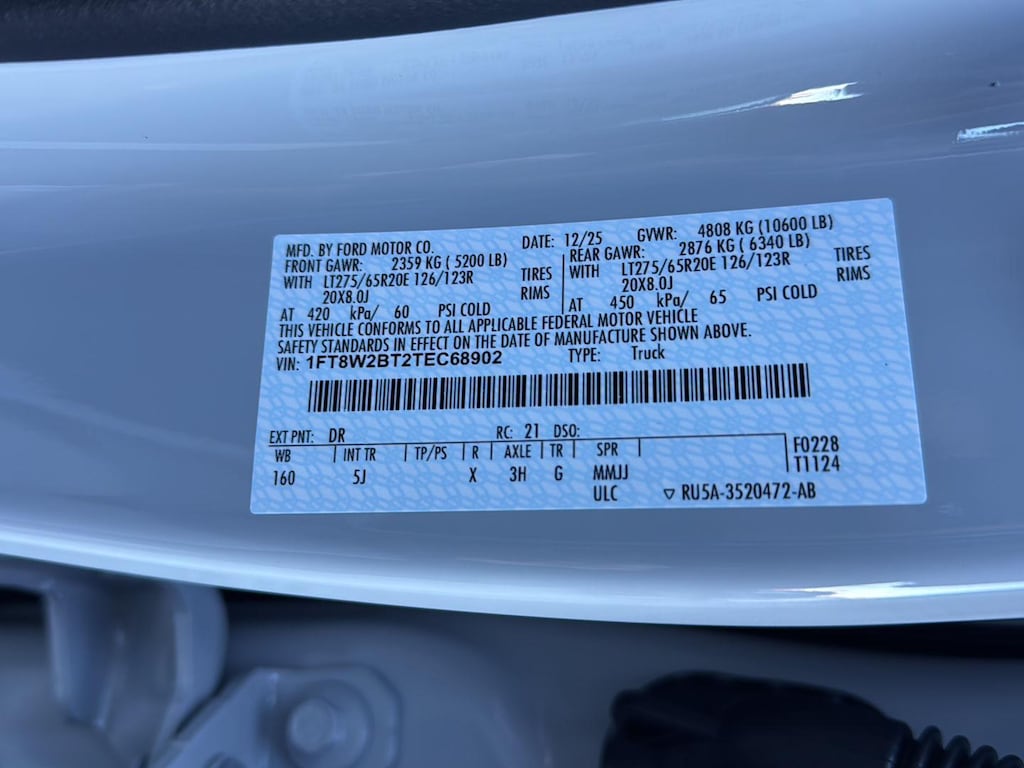 MFD. BY FORD MOTOR CO. DATE: 12/25 GVWR: 4808 KG (10600 LB)
FRONT GAWR: 2359 KG ( 5200 LB) REAR GAWR: 2876 KG ( 6340 LB)
WITH LT275/65R20E 126/123R TIRES WITH LT275/65R20E 126/123R TIRES
20X8.0J RIMS 20X8.0J RIMS
AT 420 kPa/ 60 PSI COLD AT 450 kPa/ 65 PSI COLD
THIS VEHICLE CONFORMS TO ALL APPLICABLE FEDERAL MOTOR VEHICLE
SAFETY STANDARDS IN EFFECT ON THE DATE OF MANUFACTURE SHOWN ABOVE.
VIN: 1FT8W2BT2TEC68902 TYPE: Truck
EXT PNT: DR RC: 21 DSO:
WB INT TR TP/PS R AXLE TR SPR F0228
160 5J X 3H G MMJJ T1124
ULC ▽ RU5A-3520472-AB